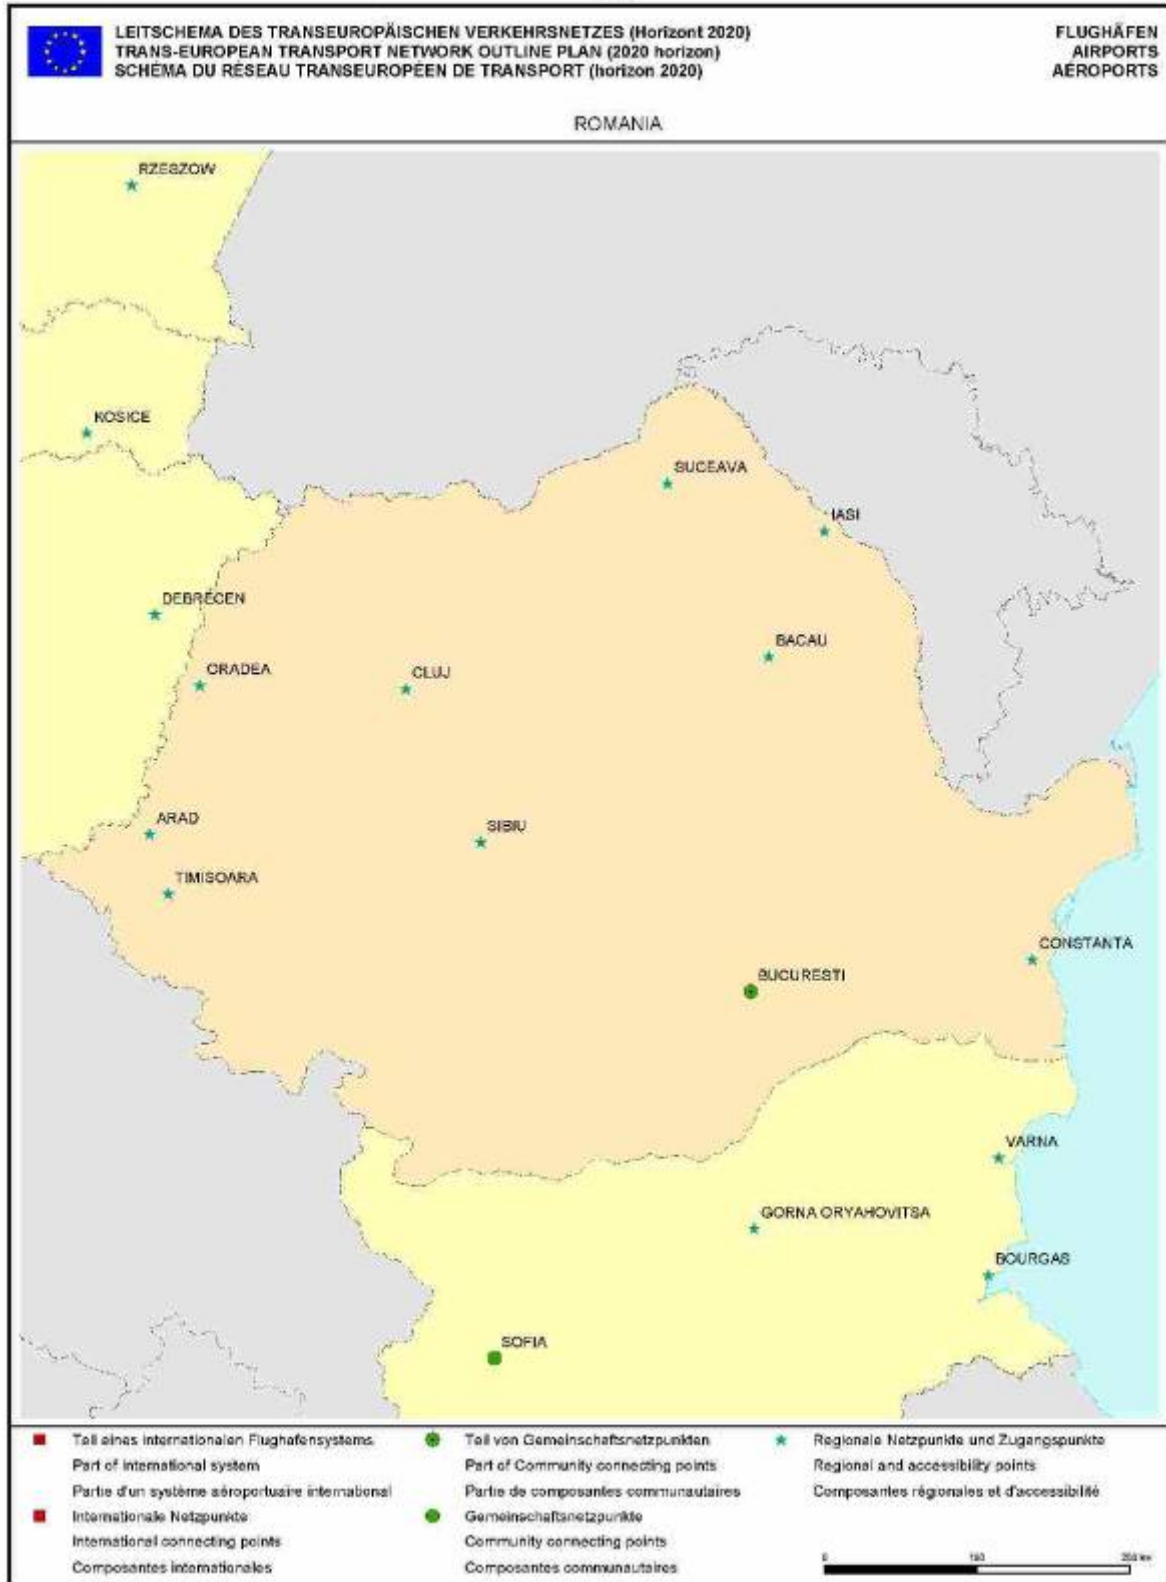 LEITSCHEMA DES TRANSEUROPÄISCHEN VERKEHRSNETZES (Horizont 2020)
TRANS-EUROPEAN TRANSPORT NETWORK OUTLINE PLAN (2020 horizon)
SCHÉMA DU RÉSEAU TRANSEUROPÉEN DE TRANSPORT (horizon 2020)
FLUGHÄFEN
AIRPORTS
AÉROPORTS
ROMANIA
RZESZOW
KOSICE
SUCEAVA
IASI
DEBRECEN
BACAU
ORADEA
CLUJ
ARAD
SIBIU
TIMISOARA
CONSTANTA
BUCURESTI
VARNA
GORNA ORYAHOVITSA
BOURGAS
SOFIA
Teil eines internationalen Flughafensystems
Part of international system
Partie d'un système aéroportuaire international
Internationale Netzpunkte
International connecting points
Composantes internationales
Teil von Gemeinschaftsnetzpunkten
Part of Community connecting points
Partie de composantes communautaires
Gemeinschaftsnetzpunkte
Community connecting points
Composantes communautaires
Regionale Netzpunkte und Zugangspunkte
Regional and accessibility points
Composantes régionales et d'accessibilité
0